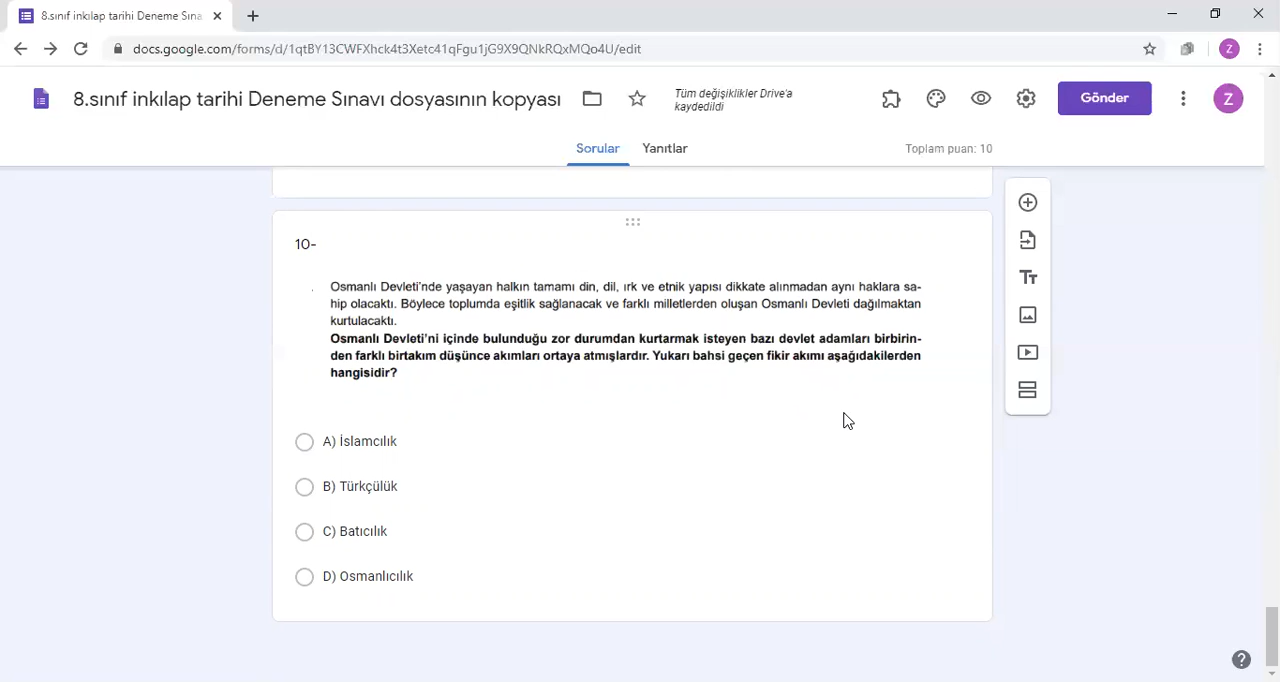 8.sınıf inkılap tarihi Deneme Sına
docs.google.com/forms/d/1qtBY13CWFXhck4t3Xetc41qFgu1jG9X9QNkRQxMQo4U/edit
Z
8.sınıf inkılap tarihi Deneme Sınavı dosyasının kopyası
Tüm değişiklikler Drive'a
kaydedildi
Gönder
Z
Sorular
Yanıtlar
Toplam puan: 10
10-
Osmanlı Devleti'nde yaşayan halkın tamamı din, dil, ırk ve etnik yapısı dikkate alınmadan aynı haklara sa-
hip olacaktı. Böylece toplumda eşitlik sağlanacak ve farklı milletlerden oluşan Osmanlı Devleti dağılmaktan
kurtulacaktı.
Osmanlı Devleti'ni içinde bulunduğu zor durumdan kurtarmak isteyen bazı devlet adamları birbirin-
den farklı birtakım düşünce akımları ortaya atmışlardır. Yukarı bahsi geçen fikir akımı aşağıdakilerden
hangisidir?
A) İslamcılık
B) Türkçülük
C) Batıcılık
D) Osmanlıcılık